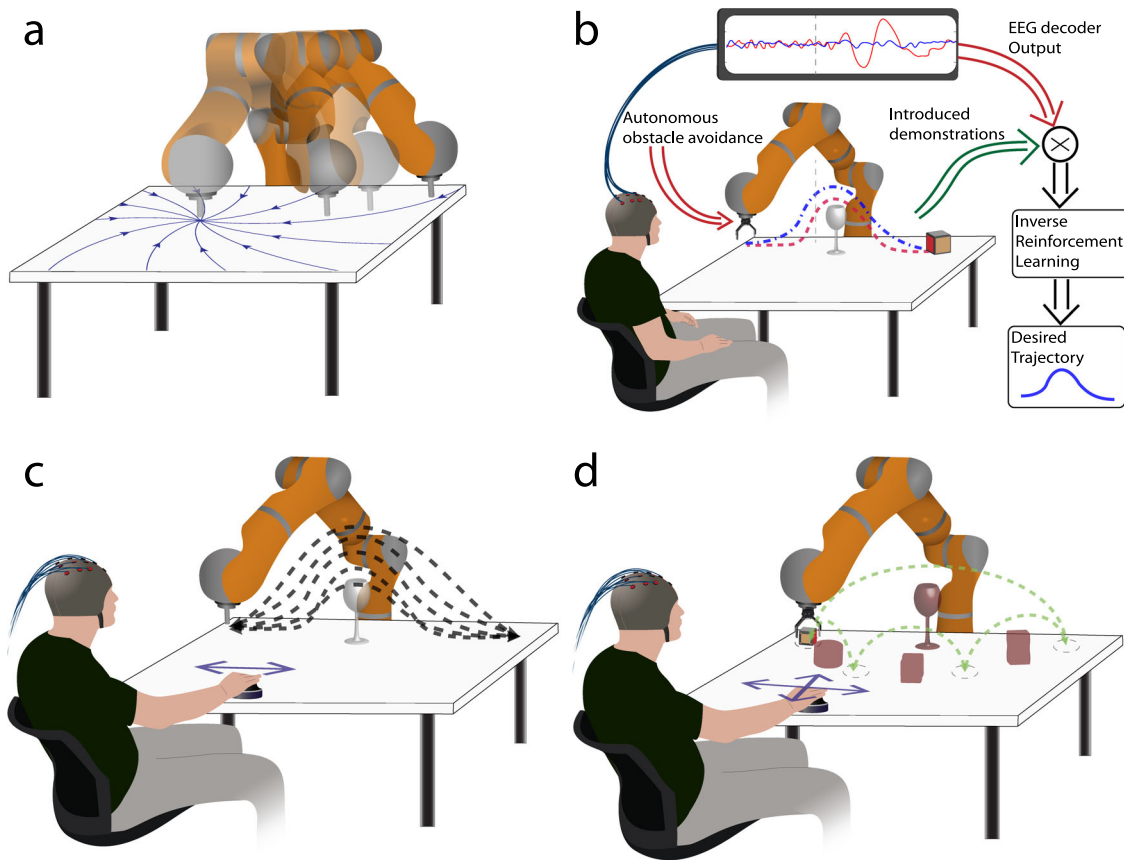 a
b
EEG decoder
Output
Autonomous
obstacle avoidance
Introduced
demonstrations
Inverse
Reinforcement
Learning
Desired
Trajectory
c
d